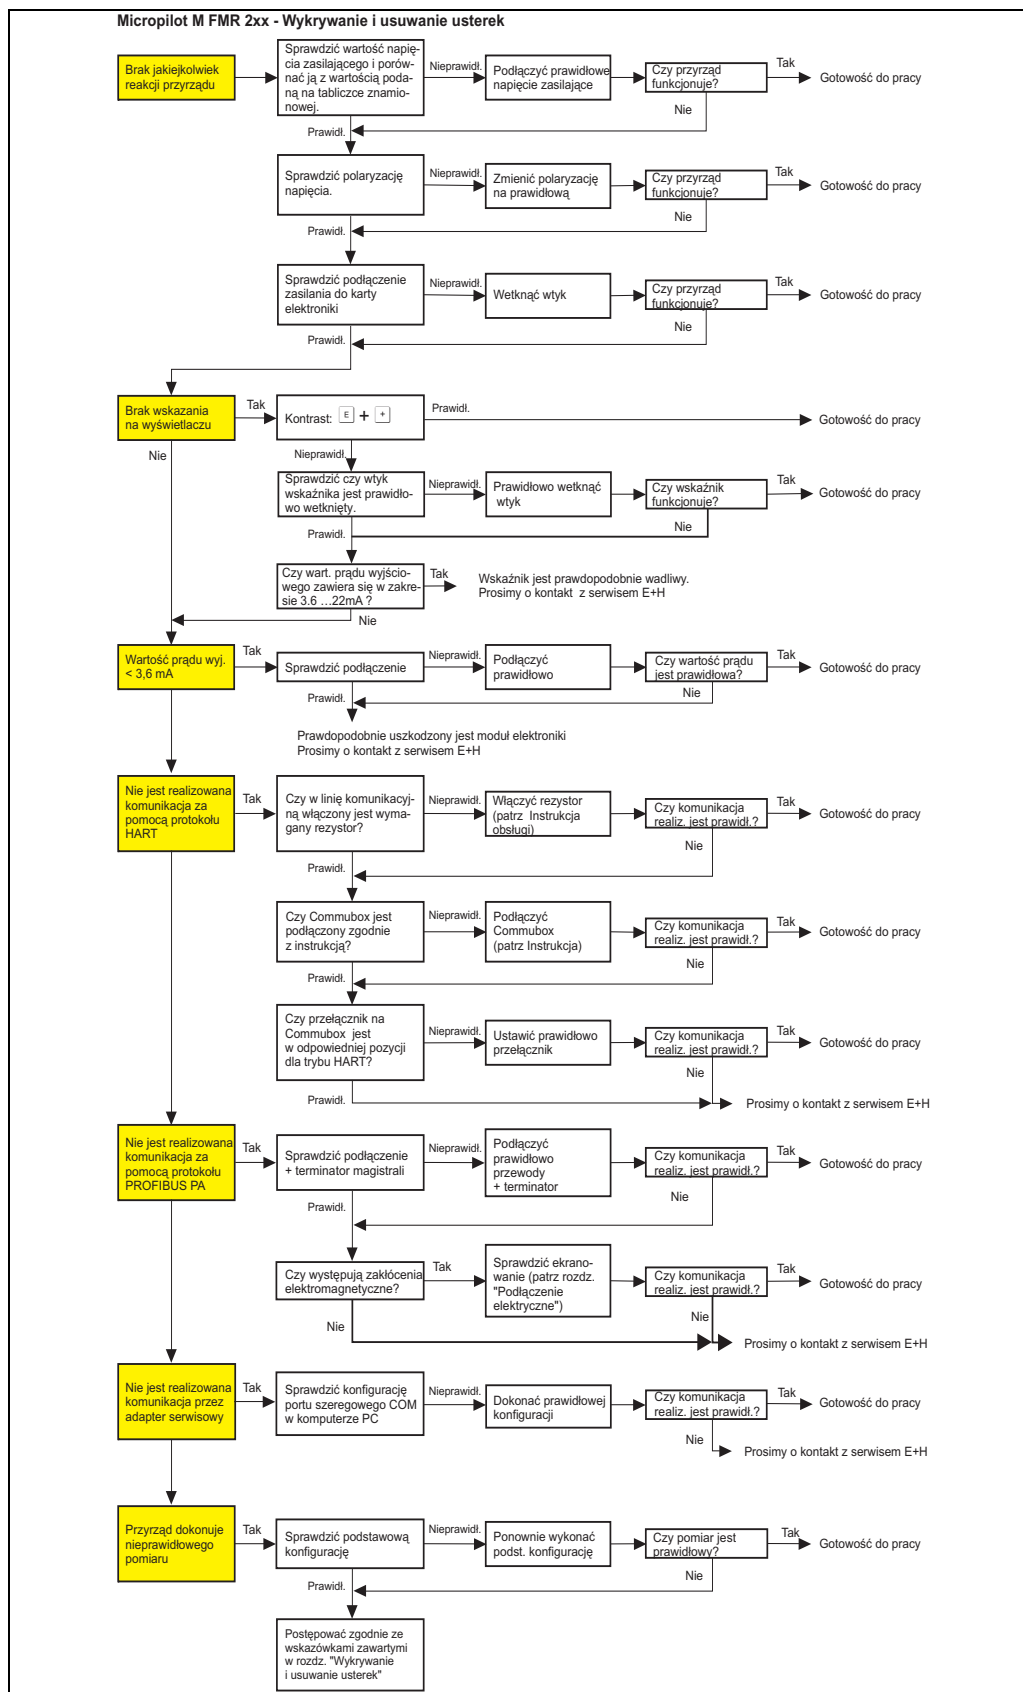 Micropilot M FMR 2xx - Wykrywanie i usuwanie usterek
Brak jakiejkolwiek
reakcji przyrządu
Sprawdzić wartość napię-
cia zasilającego i porów-
nać ją z wartością poda-
ną na tabliczce znamio-
nowej.
Nieprawidł.
Podłączyć prawidłowe
napięcie zasilające
Czy przyrząd
funkcjonuje?
Tak
Gotowość do pracy
Nie
Prawidł.
Sprawdzić polaryzację
napięcia.
Nieprawidł.
Zmienić polaryzację
na prawidłową
Czy przyrząd
funkcjonuje?
Tak
Gotowość do pracy
Nie
Prawidł.
Sprawdzić podłączenie
zasilania do karty
elektroniki
Nieprawidł.
Wetknąć wtyk
Czy przyrząd
funkcjonuje?
Tak
Gotowość do pracy
Nie
Prawidł.
Brak wskazania
na wyświetlaczu
Tak
Kontrast: E + +
Prawidł.
Gotowość do pracy
Nie
Nieprawidł.
Sprawdzić czy wtyk
wskaźnika jest prawidło-
wo wetknięty.
Nieprawidł.
Prawidłowo wetknąć
wtyk
Czy wskaźnik
funkcjonuje?
Tak
Gotowość do pracy
Nie
Prawidł.
Czy wart. prądu wyjścio-
wego zawiera się w zakre-
sie 3.6 ...22mA ?
Tak
Wskaźnik jest prawdopodobnie wadliwy.
Prosimy o kontakt z serwisem E+H
Nie
Wartość prądu wyj.
< 3,6 mA
Tak
Sprawdzić podłączenie
Nieprawidł.
Podłączyć
prawidłowo
Czy wartość prądu
jest prawidłowa?
Tak
Gotowość do pracy
Nie
Prawidł.
Prawdopodobnie uszkodzony jest moduł elektroniki
Prosimy o kontakt z serwisem E+H
Nie jest realizowana
komunikacja za
pomocą protokołu
HART
Tak
Czy w linię komunikacyj-
ną włączony jest wyma-
gany rezystor?
Nieprawidł.
Włączyć rezystor
(patrz Instrukcja
obsługi)
Czy komunikacja
realiz. jest prawidł.?
Tak
Gotowość do pracy
Nie
Prawidł.
Czy Commubox jest
podłączony zgodnie
z instrukcją?
Nieprawidł.
Podłączyć
Commubox
(patrz Instrukcja)
Czy komunikacja
realiz. jest prawidł.?
Tak
Gotowość do pracy
Nie
Prawidł.
Czy przełącznik na
Commubox jest
w odpowiedniej pozycji
dla trybu HART?
Nieprawidł.
Ustawić prawidłowo
przełącznik
Czy komunikacja
realiz. jest prawidł.?
Tak
Gotowość do pracy
Nie
Prawidł.
Prosimy o kontakt z serwisem E+H
Nie jest realizowana
komunikacja za
pomocą protokołu
PROFIBUS PA
Tak
Sprawdzić podłączenie
+ terminator magistrali
Nieprawidł.
Podłączyć
prawidłowo
przewody
+ terminator
Czy komunikacja
realiz. jest prawidł.?
Tak
Gotowość do pracy
Nie
Prawidł.
Czy występują zakłócenia
elektromagnetyczne?
Tak
Sprawdzić ekrano-
wanie (patrz rozdz.
"Podłączenie
elektryczne")
Czy komunikacja
realiz. jest prawidł.?
Tak
Gotowość do pracy
Nie
Nie
Prosimy o kontakt z serwisem E+H
Nie jest realizowana
komunikacja przez
adapter serwisowy
Tak
Sprawdzić konfigurację
portu szeregowego COM
w komputerze PC
Nieprawidł.
Dokonać prawidłowej
konfiguracji
Czy komunikacja
realiz. jest prawidł.?
Tak
Gotowość do pracy
Nie
Prosimy o kontakt z serwisem E+H
Przyrząd dokonuje
nieprawidłowego
pomiaru
Tak
Sprawdzić podstawową
konfigurację
Nieprawidł.
Ponownie wykonać
podst. konfigurację
Czy pomiar jest
prawidłowy?
Tak
Gotowość do pracy
Nie
Prawidł.
Postępować zgodnie ze
wskazówkami zawartymi
w rozdz. "Wykrywanie
i usuwanie usterek"